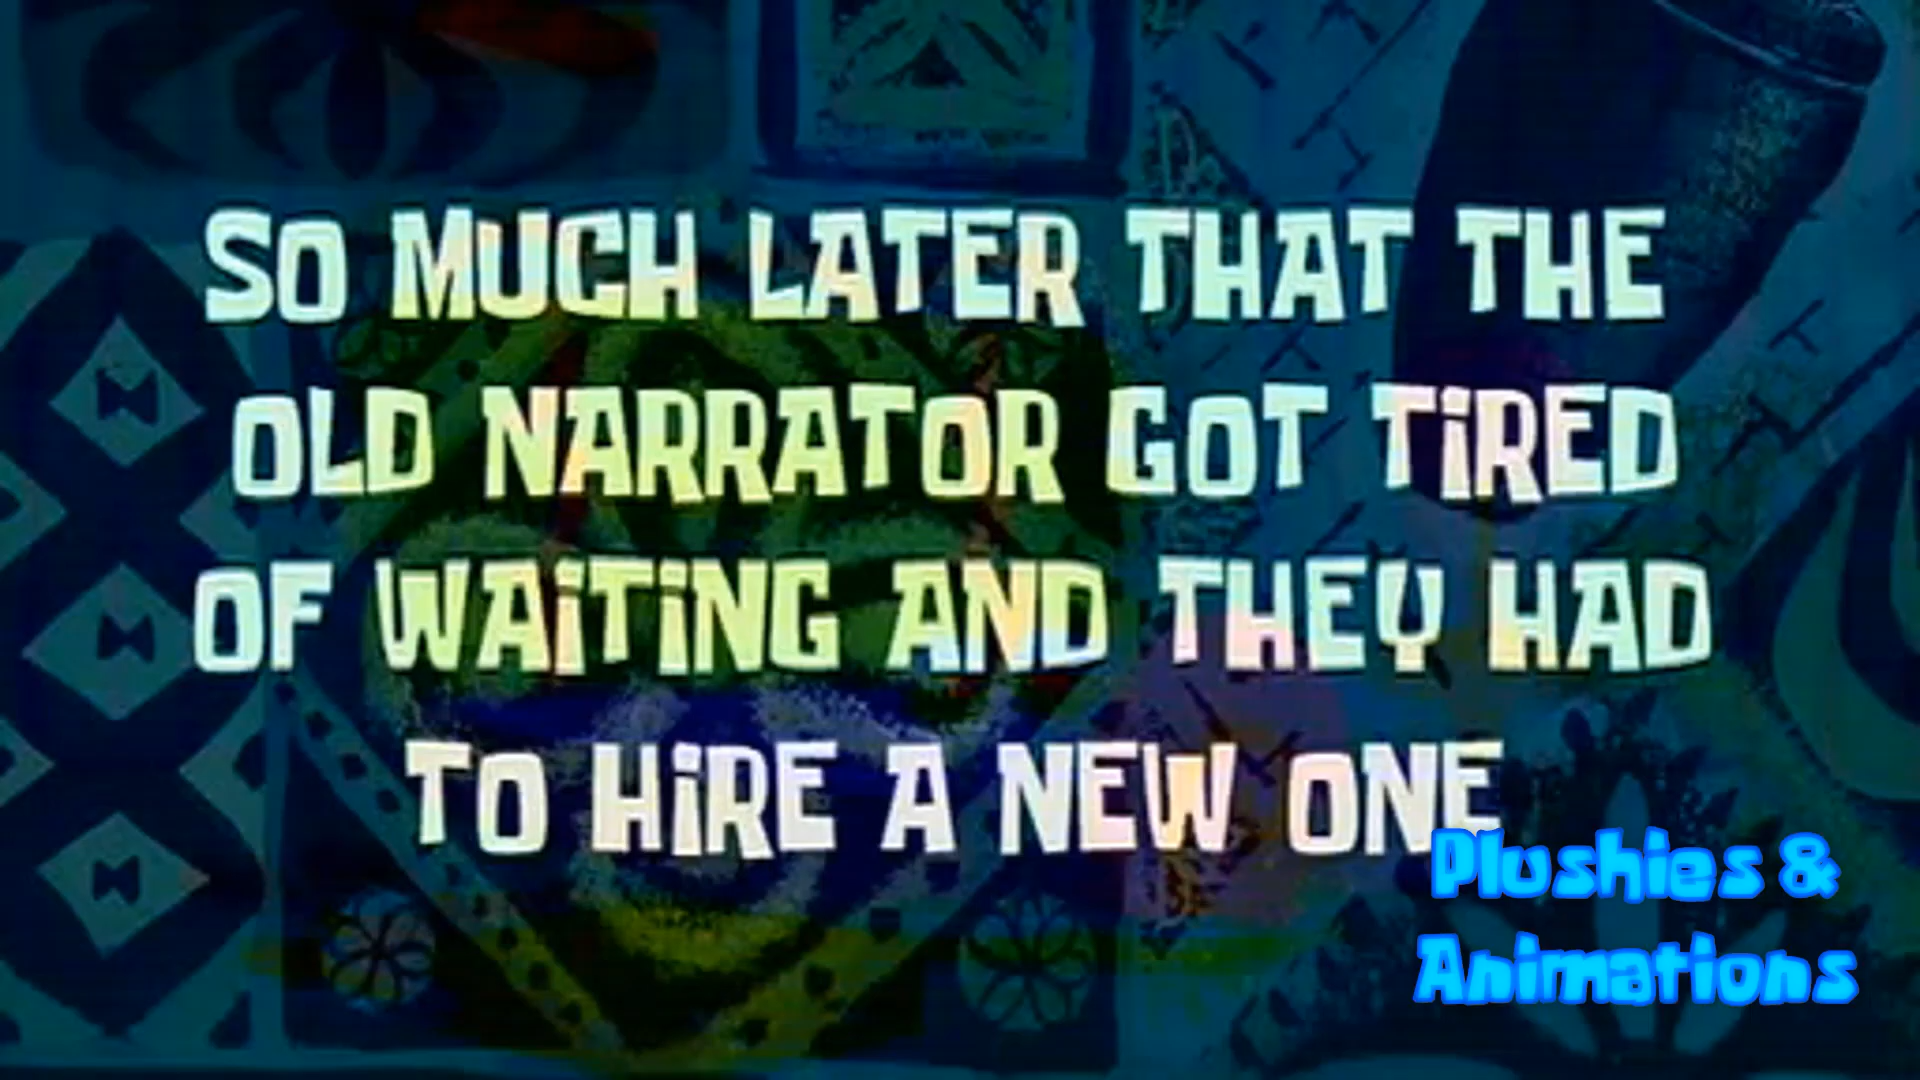 SO MUCH LATER THAT THE
OLD NARRATOR GOT TiRED
OF WAiTiNG AND THEY HAD
TO HiRE A NEW ONE
Plushies &
Animations